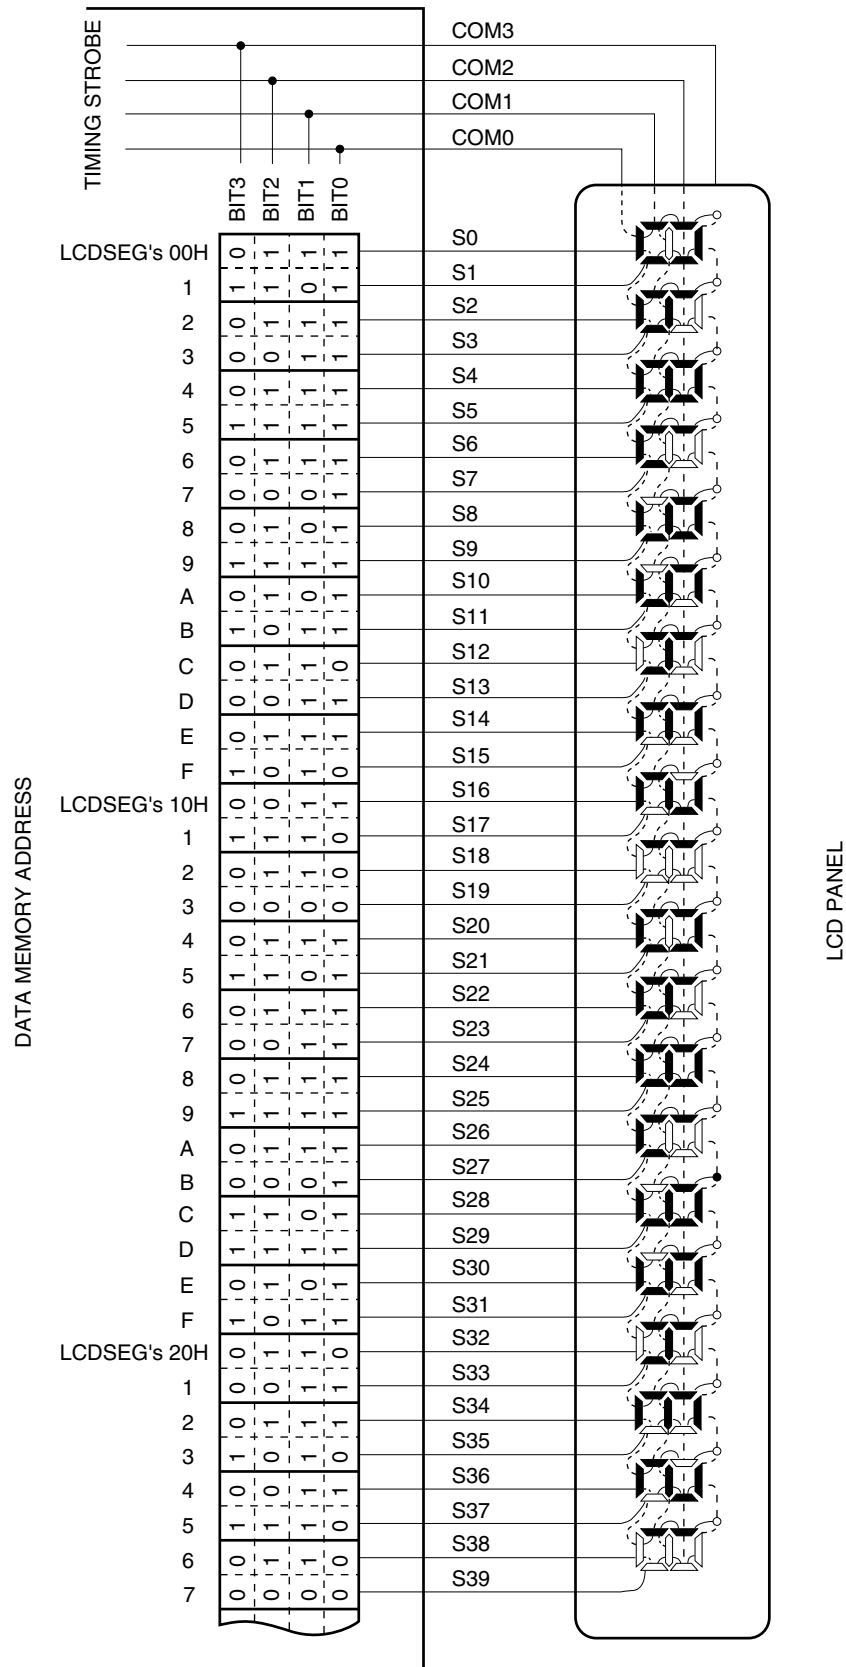 TIMING STROBE
COM3
COM2
COM1
COM0
BIT3 BIT2 BIT1 BIT0
LCDSEG's 00H 0 1 1 1 S0
1 1 1 0 1 S1
2 0 1 1 1 S2
3 0 0 1 1 S3
4 0 1 1 1 S4
5 1 1 1 1 S5
6 0 1 1 1 S6
7 0 0 0 1 S7
8 0 1 0 1 S8
9 1 1 1 1 S9
A 0 1 0 1 S10
B 1 0 1 1 S11
C 0 1 1 0 S12
D 0 0 1 1 S13
E 0 1 1 1 S14
F 1 0 1 0 S15
LCDSEG's 10H 0 0 1 1 S16
1 1 1 1 0 S17
2 0 1 1 0 S18
3 0 0 0 0 S19
4 0 1 1 1 S20
5 1 1 0 1 S21
6 0 1 1 1 S22
7 0 0 1 1 S23
8 0 1 1 1 S24
9 1 1 1 1 S25
A 0 1 1 1 S26
B 0 0 0 1 S27
C 1 1 0 1 S28
D 1 1 1 1 S29
E 0 1 0 1 S30
F 1 0 1 1 S31
LCDSEG's 20H 0 1 1 0 S32
1 0 0 1 1 S33
2 0 1 1 1 S34
3 1 0 1 0 S35
4 0 0 1 1 S36
5 1 1 1 0 S37
6 0 1 1 0 S38
7 0 0 0 0 S39
DATA MEMORY ADDRESS
LCD PANEL